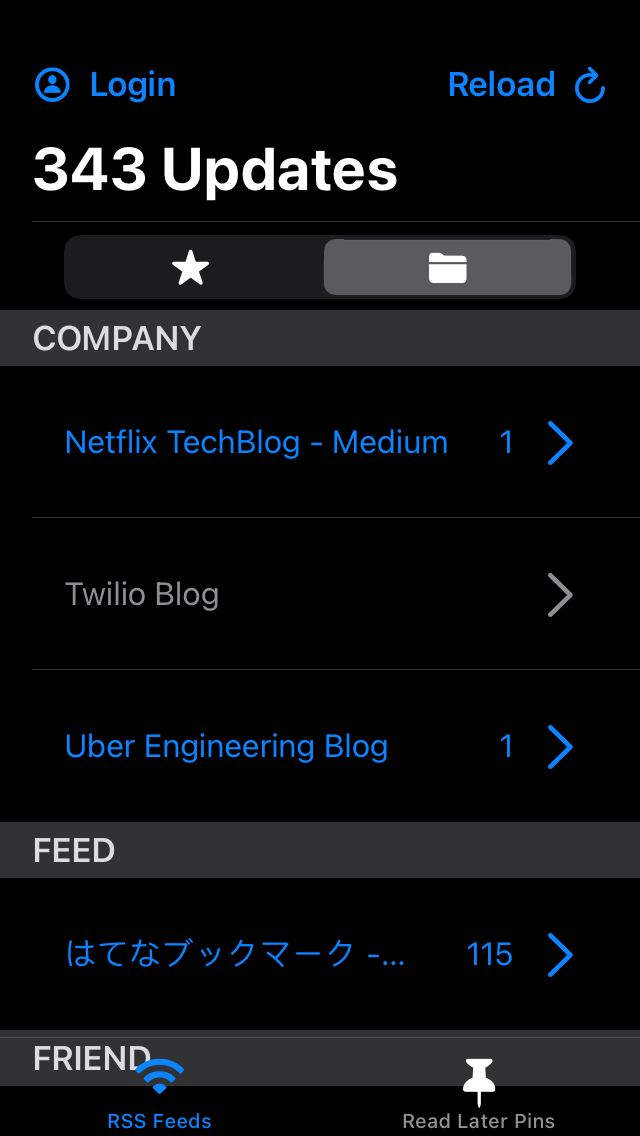 Login
Reload
343 Updates
COMPANY
Netflix TechBlog - Medium 1
Twilio Blog
Uber Engineering Blog 1
FEED
はてなブックマーク -... 115
FRIEND
RSS Feeds
Read Later Pins